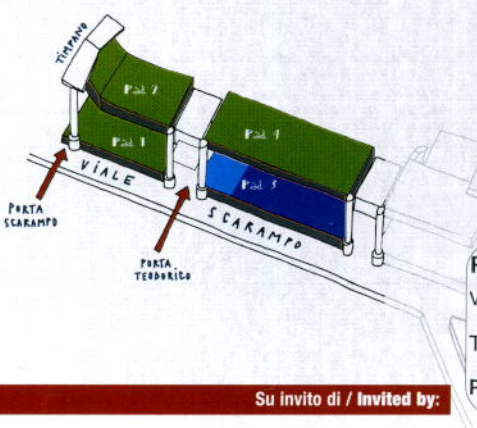 TIMPANO
Pad. 2
Pad. 1
Pad. 4
Pad. 3
VIALE SCARAMPO
PORTA
SCARAMPO
PORTA
TEODORICO
Su invito di / Invited by: